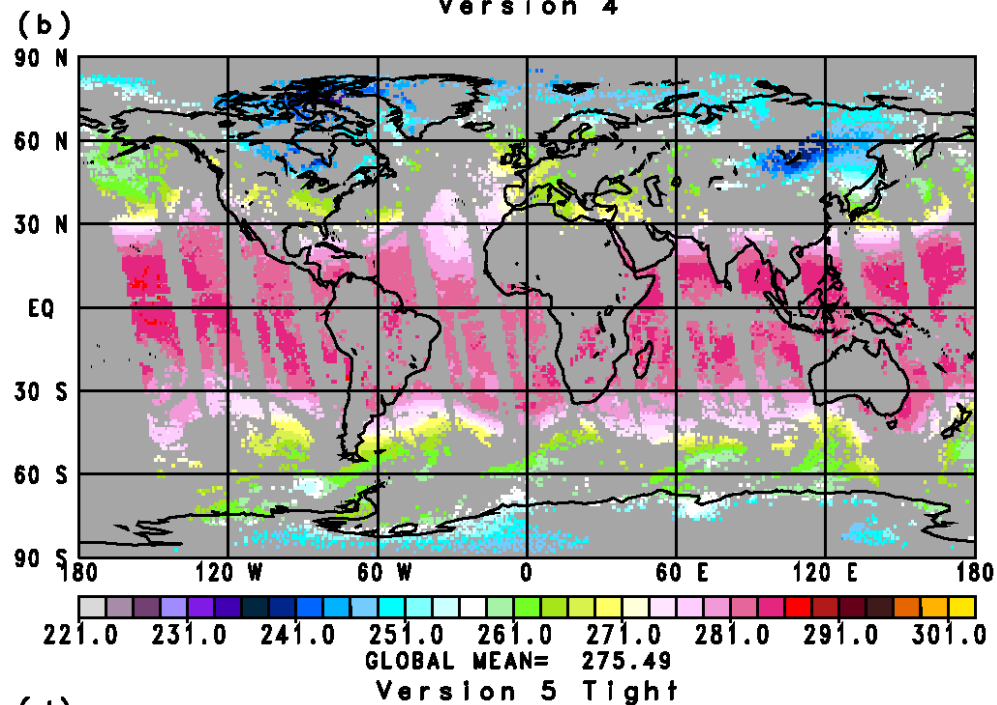 Version 4
(b)
90 N
60 N
30 N
EQ
30 S
60 S
90 S
180 120 W 60 W 0 60 E 120 E 180
221.0 231.0 241.0 251.0 261.0 271.0 281.0 291.0 301.0
GLOBAL MEAN= 275.49
Version 5 Tight